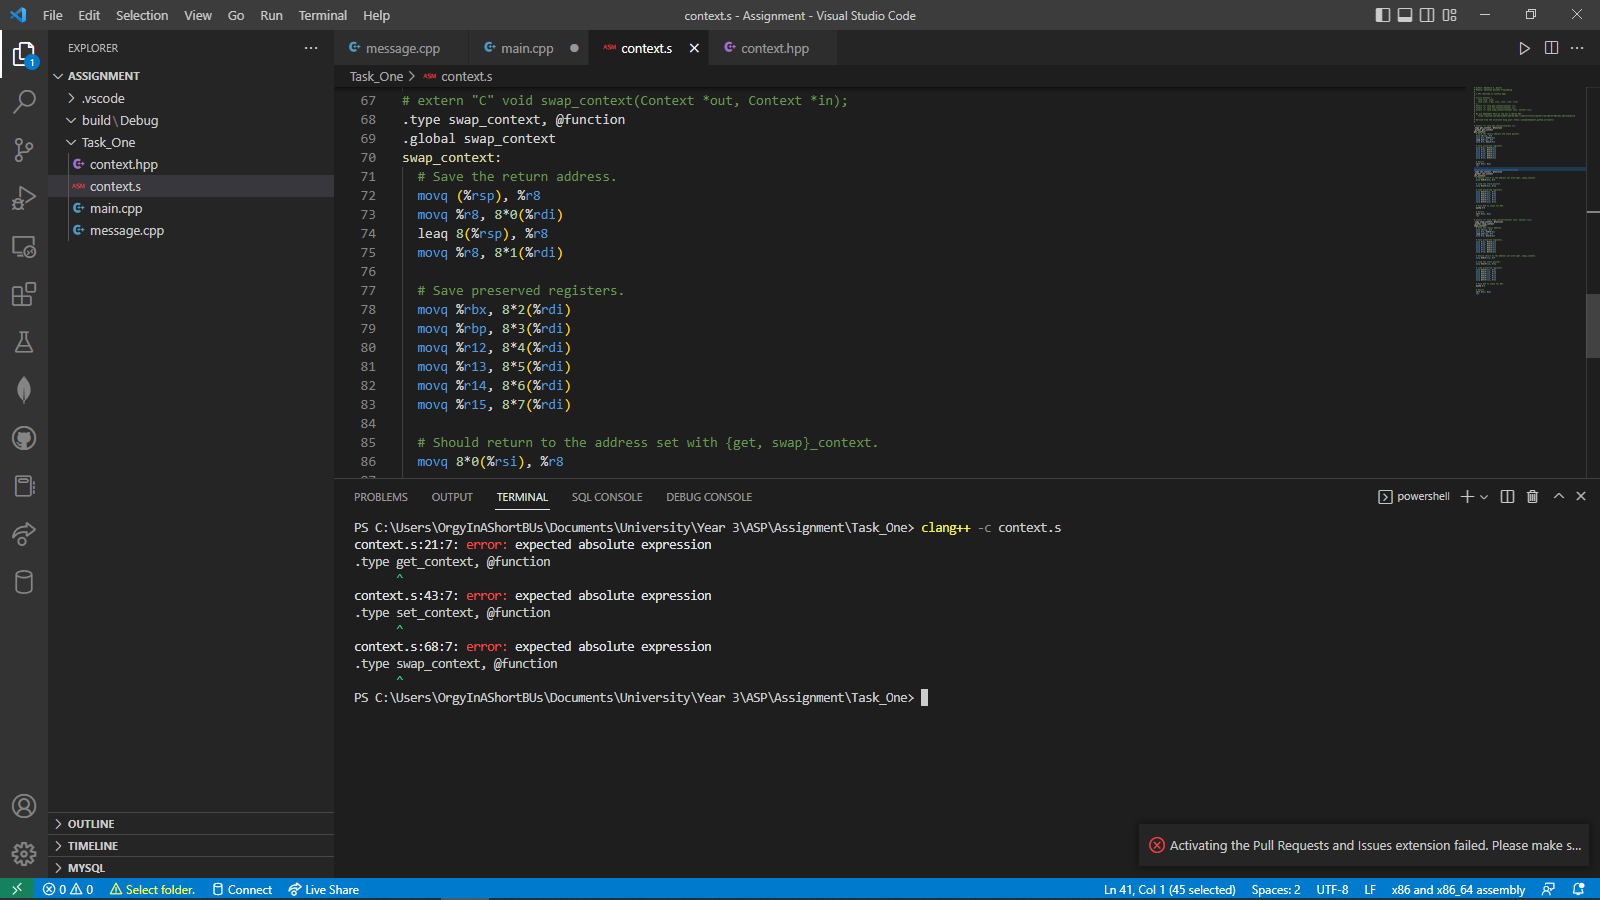 File Edit Selection View Go Run Terminal Help
context.s - Assignment - Visual Studio Code
EXPLORER
message.cpp
main.cpp
ASM context.s
context.hpp
1
ASSIGNMENT
.vscode
build\Debug
Task_One
context.hpp
ASM context.s
main.cpp
message.cpp
Task_One > ASM context.s
67 # extern "C" void swap_context(Context *out, Context *in);
68 .type swap_context, @function
69 .global swap_context
70 swap_context:
71 # Save the return address.
72 movq (%rsp), %r8
73 movq %r8, 8*0(%rdi)
74 leaq 8(%rsp), %r8
75 movq %r8, 8*1(%rdi)
76
77 # Save preserved registers.
78 movq %rbx, 8*2(%rdi)
79 movq %rbp, 8*3(%rdi)
80 movq %r12, 8*4(%rdi)
81 movq %r13, 8*5(%rdi)
82 movq %r14, 8*6(%rdi)
83 movq %r15, 8*7(%rdi)
84
85 # Should return to the address set with {get, swap}_context.
86 movq 8*0(%rsi), %r8
PROBLEMS OUTPUT TERMINAL SQL CONSOLE DEBUG CONSOLE
powershell
PS C:\Users\OrgyInAShortBUs\Documents\University\Year 3\ASP\Assignment\Task_One> clang++ -c context.s
context.s:21:7: error: expected absolute expression
.type get_context, @function
^
context.s:43:7: error: expected absolute expression
.type set_context, @function
^
context.s:68:7: error: expected absolute expression
.type swap_context, @function
^
PS C:\Users\OrgyInAShortBUs\Documents\University\Year 3\ASP\Assignment\Task_One>
OUTLINE
TIMELINE
MYSQL
Activating the Pull Requests and Issues extension failed. Please make s...
0 0 Select folder. Connect Live Share
Ln 41, Col 1 (45 selected) Spaces: 2 UTF-8 LF x86 and x86_64 assembly